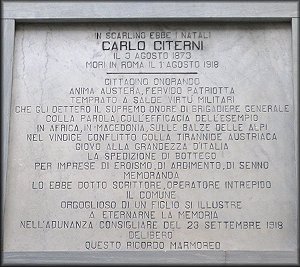 IN SCARLINO EBBE I NATALI
CARLO CITERNI
IL 3 AGOSTO 1873
MORI IN ROMA IL 1 AGOSTO 1918
CITTADINO ONORANDO
ANIMA AUSTERA, FERVIDO PATRIOTTA
TEMPRATO A SALDE VIRTÙ MILITARI
CHE GLI DETTERO IL SUPREMO ONORE DI BRIGADIERE GENERALE
COLLA PAROLA, COLL'EFFICACIA DELL'ESEMPIO
IN AFRICA, IN MACEDONIA, SULLE BALZE DELLE ALPI
NEL VINDICE CONFLITTO COLLA TIRANNIDE AUSTRIACA
GIOVÒ ALLA GRANDEZZA D'ITALIA
LA SPEDIZIONE DI BOTTEGO
PER IMPRESE DI EROISMO, DI ARDIMENTO, DI SENNO
MEMORANDA
LO EBBE DOTTO SCRITTORE, OPERATORE INTREPIDO
IL COMUNE
ORGOGLIOSO DI UN FIGLIO SÌ ILLUSTRE
A ETERNARNE LA MEMORIA
NELL'ADUNANZA CONSIGLIARE DEL 23 SETTEMBRE 1918
DELIBERÒ
QUESTO RICORDO MARMOREO